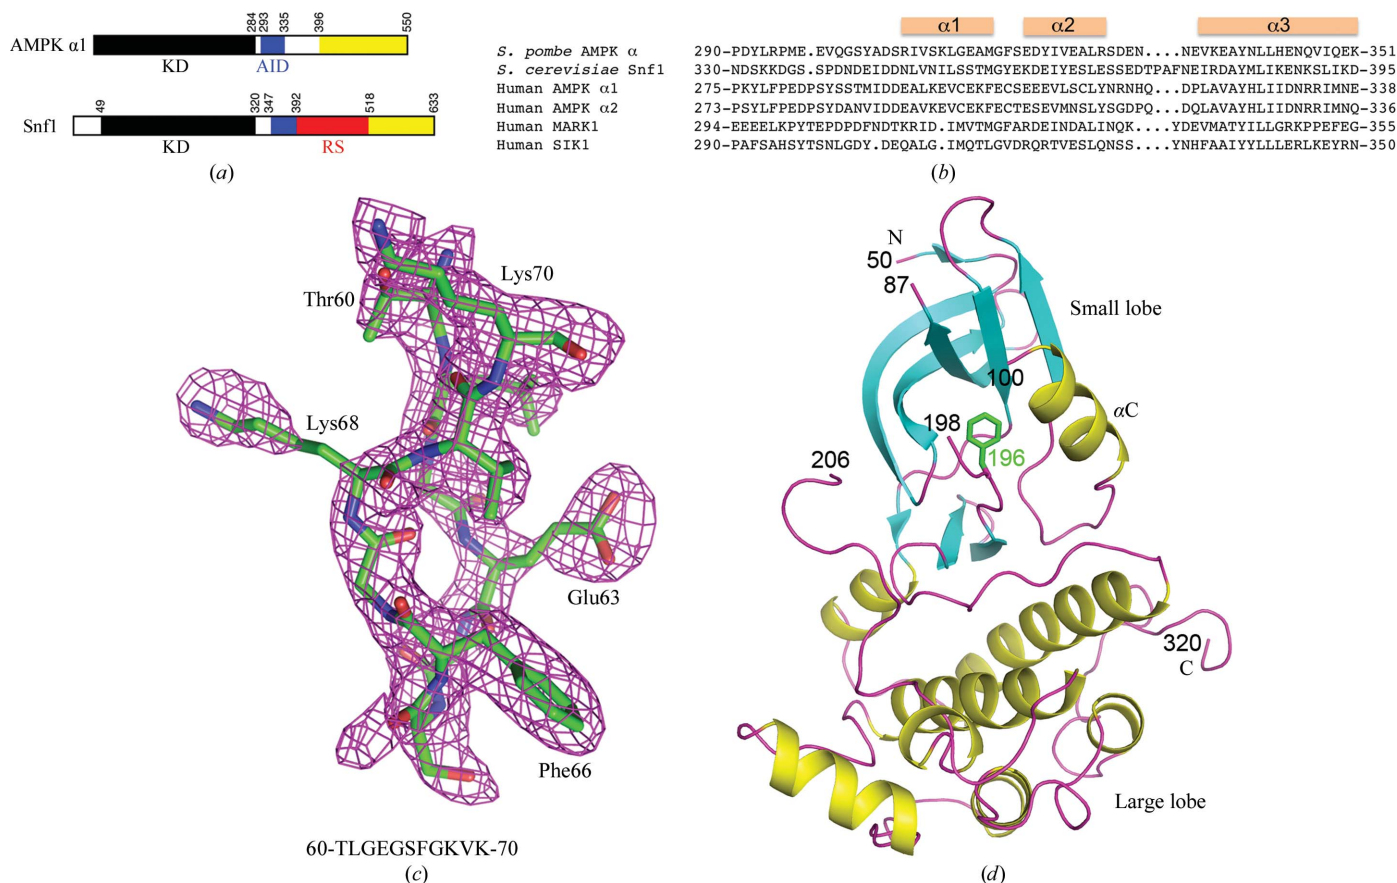 284 293 335 396 550
AMPK α1
KD AID
49 320 347 392 518 633
Snf1
KD RS
(a)
α1 α2 α3
S. pombe AMPK α 290-PDYLRPME.EVQGSYADSRIVSKLGEAMGFSEDYIVEALRSDEN....NEVKEAYNLLHENQVIQEK-351
S. cerevisiae Snf1 330-NDSKKDGS.SPDNDEIDDNLVNILSSTMGYEKDEIYESLESSEDTPAFNEIRDAYMLIKENKSLIKD-395
Human AMPK α1 275-PKYLFPEDPSYSSTMIDDEALKEVCEKFECSEEEVLSCLYNRNHQ..DPLAVAYHLIIDNRRIMNE-338
Human AMPK α2 273-PSYLFPEDPSYDANVIDDEAVKEVCEKFECTESEVMNSLYSGDPQ..DQLAVAYHLIIDNRRIMNQ-336
Human MARK1 294-EEEELKPYTEPDPDFNDTKRID.IMVTMGFARDEINDALINQK....YDEVMATYILLGRKPPEFEG-355
Human SIK1 290-PAFSAHSYTSNLGDY.DEQALG.IMQTLGVDRQRTVESLQNSS....YNHFAAIYYLLLERLKEYRN-350
(b)
Lys70
Thr60
Lys68
Glu63
Phe66
60-TLGEGSFGKVK-70
(c)
N
50
87
Small lobe
100
αC
198
196
206
320
C
Large lobe
(d)